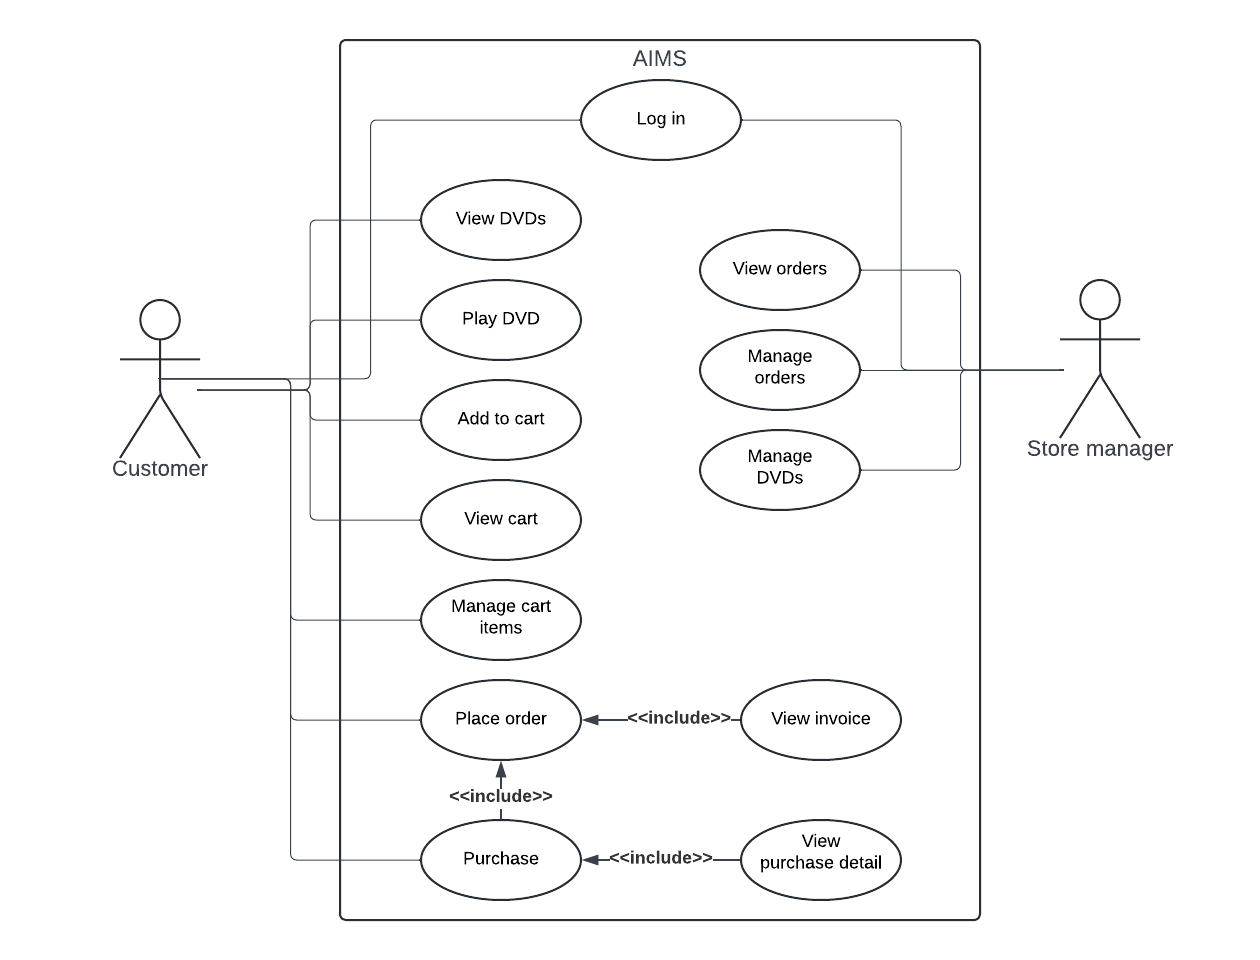 AIMS
Log in
View DVDs
View orders
Play DVD
Manage
orders
Add to cart
Manage
DVDs
Customer
Store manager
View cart
Manage cart
items
Place order
<<include>>
View invoice
<<include>>
Purchase
<<include>>
View
purchase detail